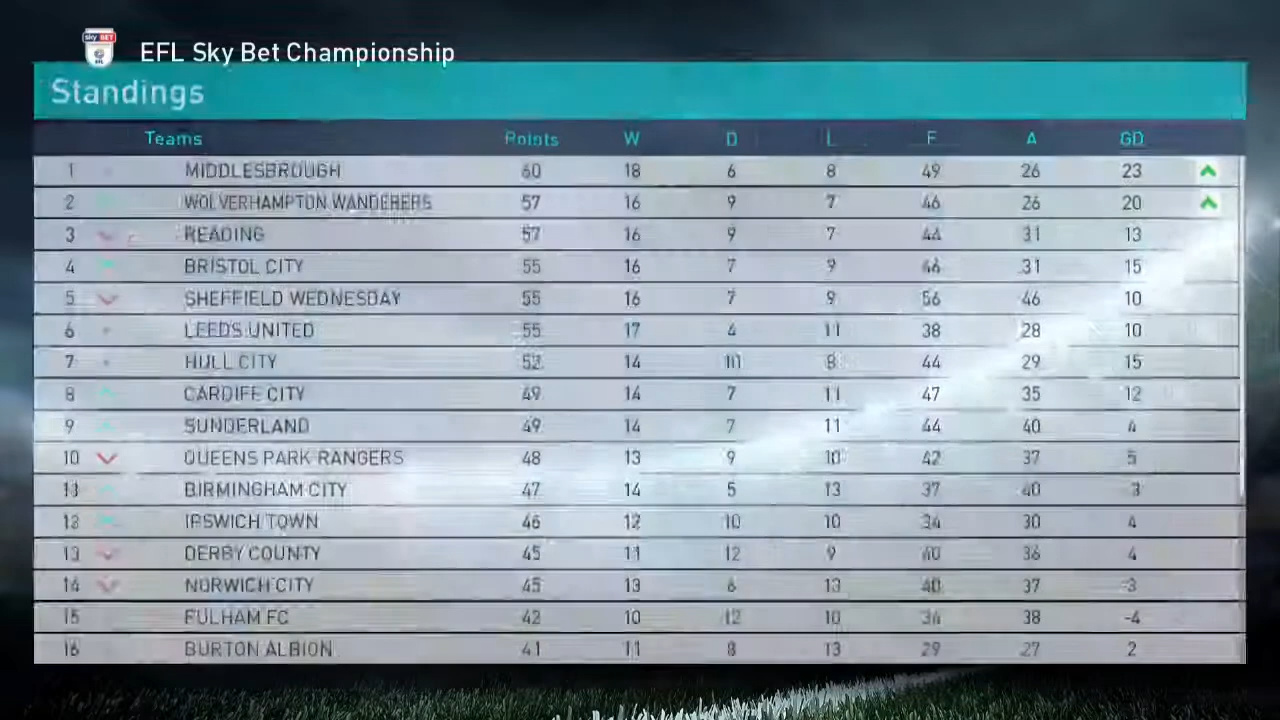 sky BET
EFL
EFL Sky Bet Championship
Standings
Teams Points W D L F A GD
1 MIDDLESBROUGH 60 18 6 8 49 26 23
2 WOLVERHAMPTON WANDERERS 57 16 9 7 46 26 20
3 READING 57 16 9 7 44 31 13
4 BRISTOL CITY 55 16 7 9 46 31 15
5 SHEFFIELD WEDNESDAY 55 16 7 9 56 46 10
6 LEEDS UNITED 55 17 4 11 38 28 10
7 HULL CITY 52 14 10 8 44 29 15
8 CARDIFF CITY 49 14 7 11 47 35 12
9 SUNDERLAND 49 14 7 11 44 40 4
10 QUEENS PARK RANGERS 48 13 9 10 42 37 5
11 BIRMINGHAM CITY 47 14 5 13 37 40 -3
12 IPSWICH TOWN 46 12 10 10 34 30 4
13 DERBY COUNTY 45 11 12 9 40 36 4
14 NORWICH CITY 45 13 6 13 40 37 3
15 FULHAM FC 42 10 12 10 34 38 -4
16 BURTON ALBION 41 11 8 13 29 27 2